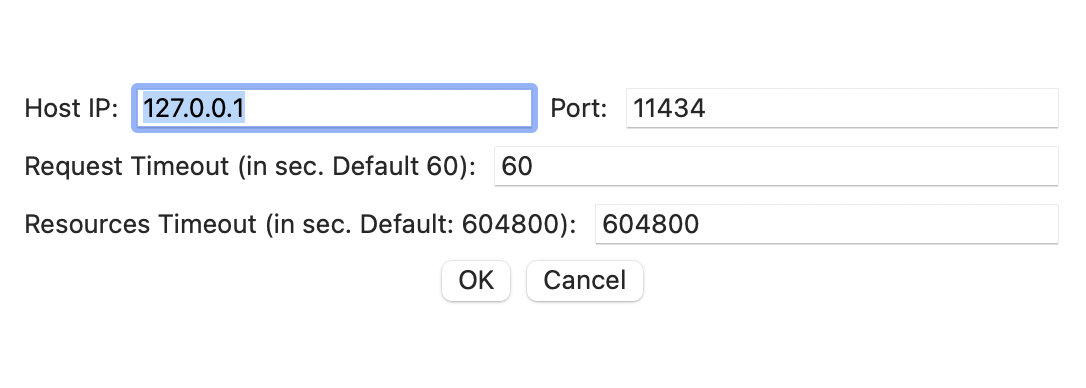 Host IP: 127.0.0.1 Port: 11434
Request Timeout (in sec. Default 60): 60
Resources Timeout (in sec. Default: 604800): 604800
OK Cancel